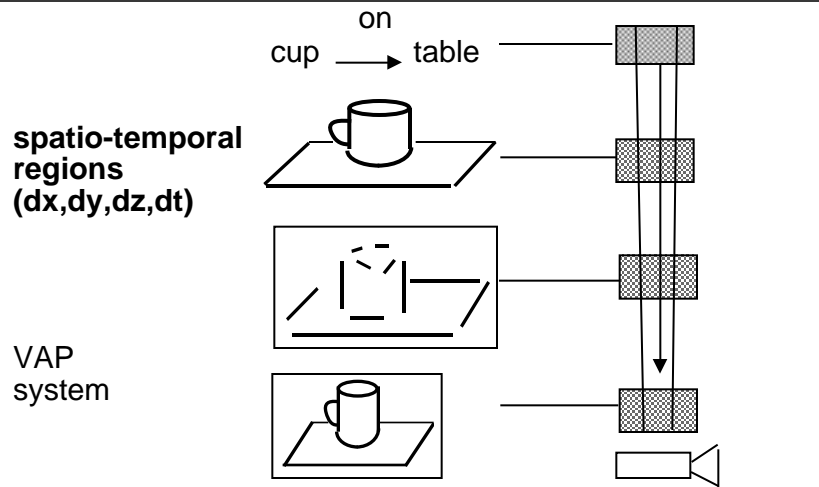 on
cup table
spatio-temporal
regions
(dx,dy,dz,dt)
VAP
system